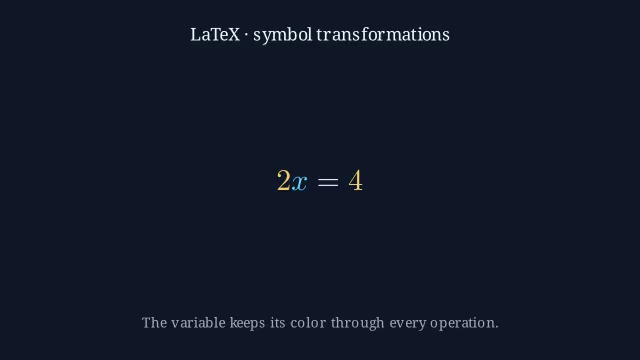 LaTeX · symbol transformations
2x = 4
The variable keeps its color through every operation.